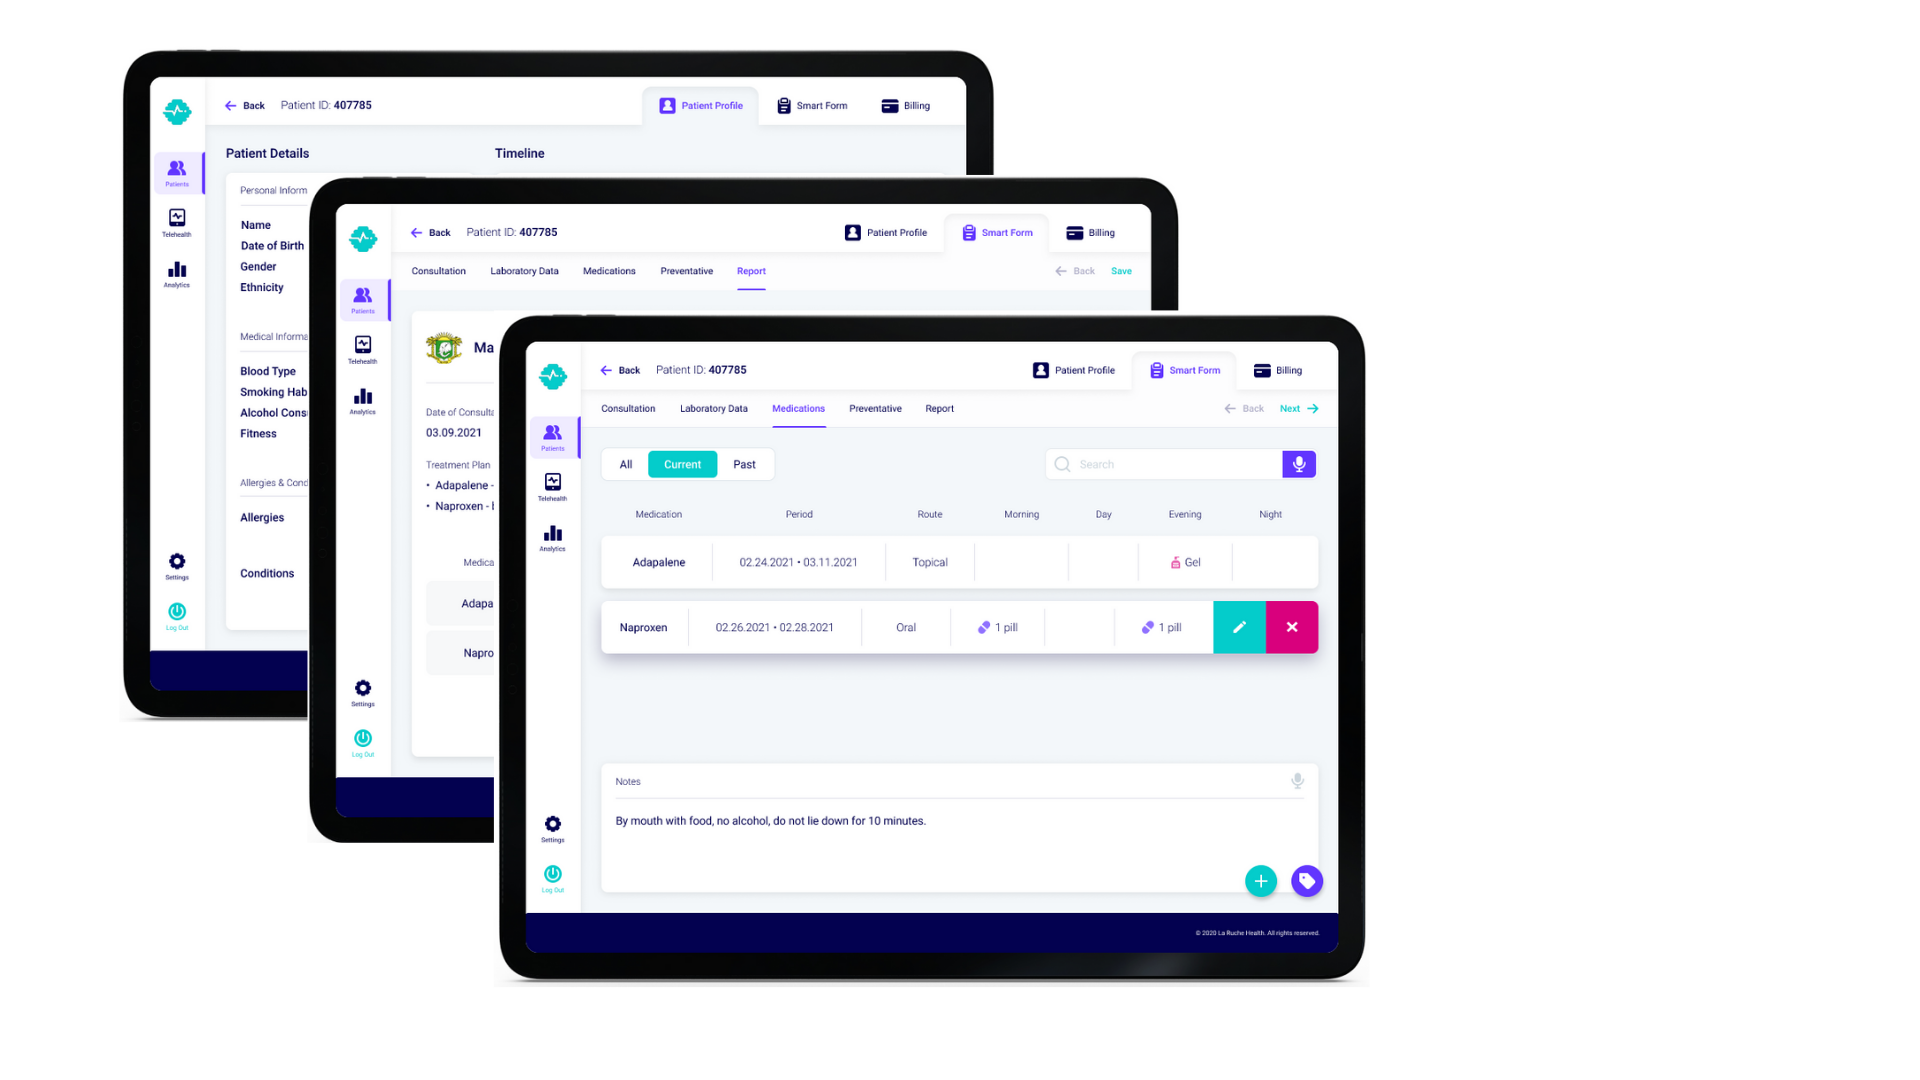 Back Patient ID: 407785 Patient Profile Smart Form Billing
Patient Details Timeline
Patients
Telehealth
Analytics
Settings
Log Out
Personal Inform
Name
Date of Birth
Gender
Ethnicity
Medical Informa
Blood Type
Smoking Hab
Alcohol Cons
Fitness
Allergies & Cond
Allergies
Conditions
Back Patient ID: 407785 Patient Profile Smart Form Billing
Consultation Laboratory Data Medications Preventative Report Back Save
Patients
Telehealth
Analytics
Settings
Log Out
Ma
Date of Consulta
03.09.2021
Treatment Plan
• Adapalene -
• Naproxen - b
Medica
Adapa
Napro
Back Patient ID: 407785 Patient Profile Smart Form Billing
Consultation Laboratory Data Medications Preventative Report Back Next
Patients
Telehealth
Analytics
Settings
Log Out
All Current Past Search
Medication Period Route Morning Day Evening Night
Adapalene 02.24.2021 • 03.11.2021 Topical Gel
Naproxen 02.26.2021 • 02.28.2021 Oral 1 pill 1 pill
Notes
By mouth with food, no alcohol, do not lie down for 10 minutes.
© 2020 La Ruche Health. All rights reserved.